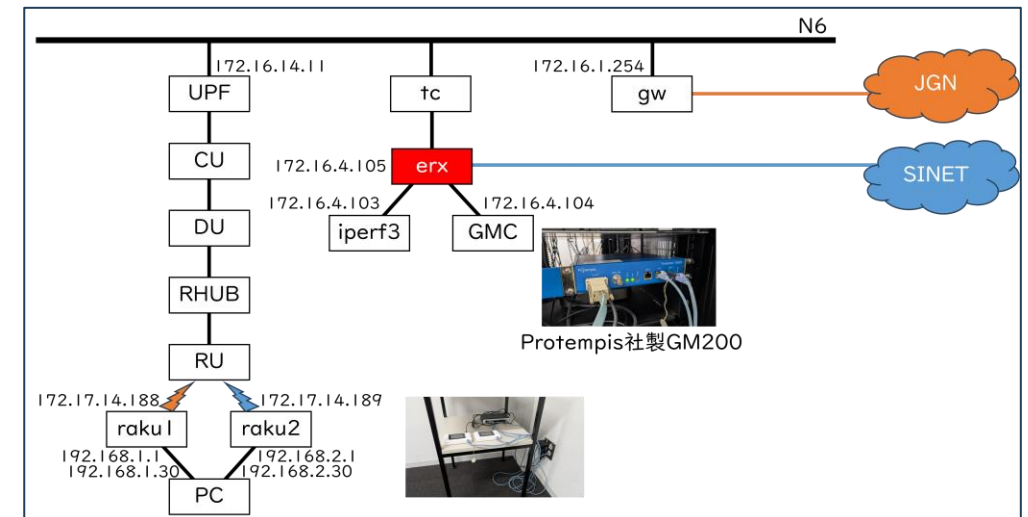 N6
172.16.14.11
172.16.1.254
UPF
tc
gw
JGN
CU
172.16.4.105
erx
SINET
172.16.4.103
172.16.4.104
DU
iperf3
GMC
RHUB
Protempis社製GM200
RU
172.17.14.188
172.17.14.189
raku1
raku2
192.168.1.1
192.168.2.1
192.168.1.30
192.168.2.30
PC